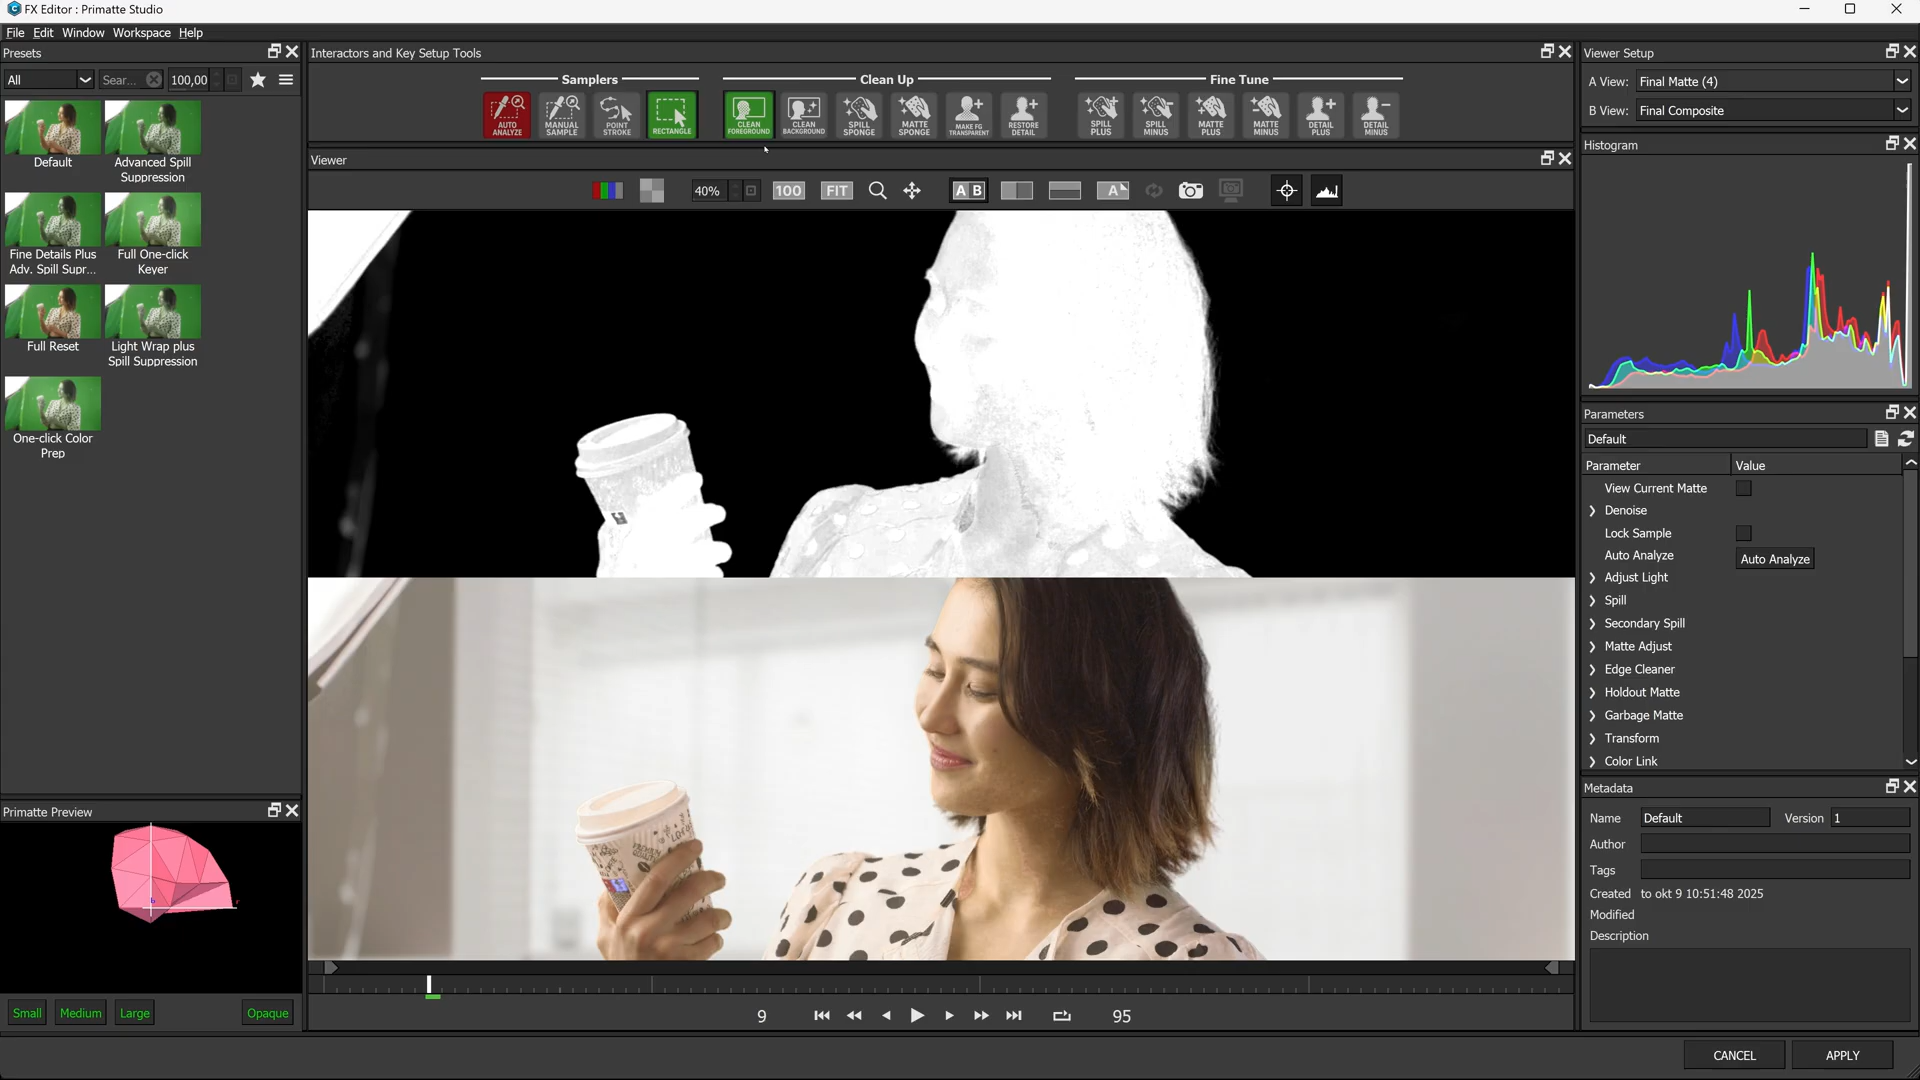 FX Editor : Primatte Studio
File Edit Window Workspace Help
Presets
All
Sear...
100,00
Default
Advanced Spill
Suppression
Fine Details Plus
Adv. Spill Supr...
Full One-click
Keyer
Full Reset
Light Wrap plus
Spill Suppression
One-click Color
Prep
Primatte Preview
Small
Medium
Large
Opaque
Interactors and Key Setup Tools
Samplers
Clean Up
Fine Tune
AUTO
ANALYZE
MANUAL
SAMPLE
POINT
STROKE
RECTANGLE
CLEAN
FOREGROUND
CLEAN
BACKGROUND
SPILL
SPONGE
MATTE
SPONGE
MAKE FG
TRANSPARENT
RESTORE
DETAIL
SPILL
PLUS
SPILL
MINUS
MATTE
PLUS
MATTE
MINUS
DETAIL
PLUS
DETAIL
MINUS
Viewer
40%
100
FIT
A B
A
9
95
Viewer Setup
A View: Final Matte (4)
B View: Final Composite
Histogram
Parameters
Default
Parameter Value
View Current Matte
Denoise
Lock Sample
Auto Analyze Auto Analyze
Adjust Light
Spill
Secondary Spill
Matte Adjust
Edge Cleaner
Holdout Matte
Garbage Matte
Transform
Color Link
Metadata
Name Default Version 1
Author
Tags
Created to okt 9 10:51:48 2025
Modified
Description
CANCEL
APPLY